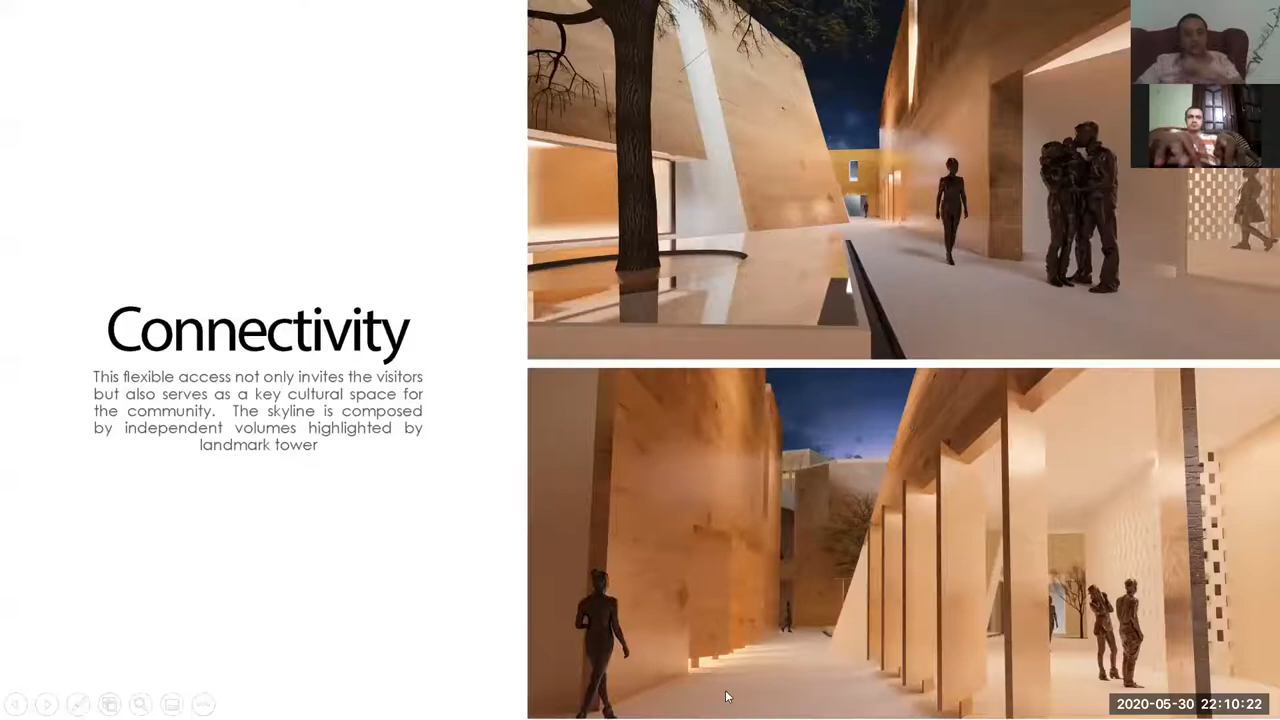 Connectivity
This flexible access not only invites the visitors
but also serves as a key cultural space for
the community. The skyline is composed
by independent volumes highlighted by
landmark tower
2020-05-30 22:10:22